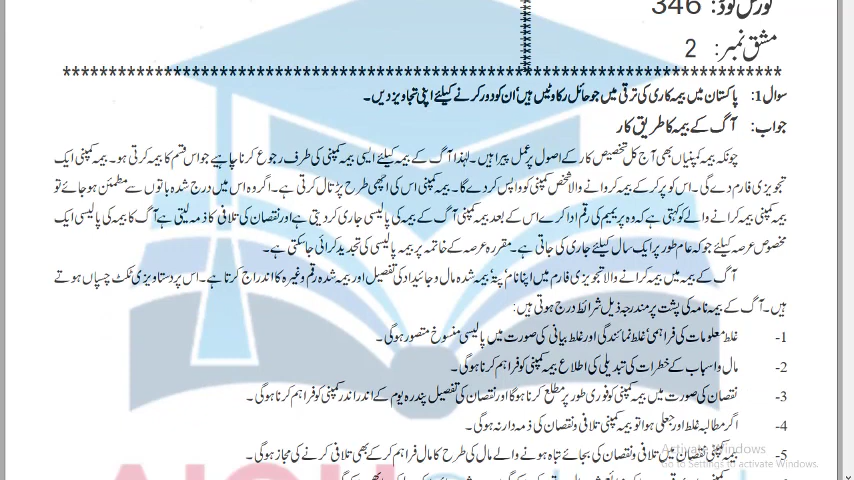 کورس کوڈ: 346
مشق نمبر: 2
********************************************************************************
سوال 1: پاکستان میں بیمہ کاری کی ترقی میں جو حائل رکاوٹیں ہیں، ان کو دور کرنے کیلئے اپنی تجاویز دیں۔
جواب: آگ کے بیمہ کا طریق کار
چونکہ بیمہ کمپنیاں بھی آج کل تخصیص کار کے اصول پر عمل پیرا ہیں۔ لہٰذا آگ کے بیمہ کیلئے ایسی بیمہ کمپنی کی طرف رجوع کرنا چاہیے جو اس قسم کا بیمہ کرتی ہو۔ بیمہ کمپنی ایک
تجویزی فارم دے گی۔ اس کو پر کر کے بیمہ کروانے والا شخص کمپنی کو واپس کر دے گا۔ بیمہ کمپنی اس کی اچھی طرح پڑتال کرتی ہے۔ اگر وہ اس میں درج شدہ باتوں سے مطمئن ہو جائے تو
بیمہ کمپنی بیمہ کرانے والے کو کہتی ہے کہ وہ پریمیم کی رقم ادا کرے اس کے بعد بیمہ کمپنی آگ کے بیمہ کی پالیسی جاری کر دیتی ہے اور نقصان کی تلافی کا ذمہ لیتی ہے آگ کا بیمہ کی پالیسی ایک
مخصوص عرصہ کیلئے جو کہ عام طور پر ایک سال کیلئے جاری کی جاتی ہے۔ مقررہ عرصہ کے خاتمہ پر بیمہ پالیسی کی تجدید کرائی جا سکتی ہے۔
آگ کے بیمہ میں بیمہ کرانے والا تجویزی فارم میں اپنا نام پتہ، بیمہ شدہ مال و جائیداد کی تفصیل اور بیمہ شدہ رقم وغیرہ کا اندراج کرتا ہے۔ اس پر دستاویزی ٹکٹ چسپاں ہوتے
ہیں۔ آگ کے بیمہ نامہ کی پشت پر مندرجہ ذیل شرائط درج ہوتی ہیں:
1- غلط معلومات کی فراہمی، غلط نمائندگی اور غلط بیانی کی صورت میں پالیسی منسوخ متصور ہوگی۔
2- مال و اسباب کے خطرات کی تبدیلی کی اطلاع بیمہ کمپنی کو فراہم کرنا ہوگی۔
3- نقصان کی صورت میں بیمہ کمپنی کو فوری طور پر مطلع کرنا ہوگا اور نقصان کی تفصیل پندرہ یوم کے اندر اندر کمپنی کو فراہم کرنا ہوگی۔
4- اگر مطالبہ غلط اور جعلی ہوا تو بیمہ کمپنی تلافی و نقصان کی ذمہ دار نہ ہوگی۔
5- بیمہ کمپنی نقصان میں تلافی و نقصان کی بجائے تباہ ہونے والے مال کی طرح کا مال فراہم کر کے بھی تلافی کرنے کی مجاز ہوگی۔
Activate Windows
Go to Settings to activate Windows.